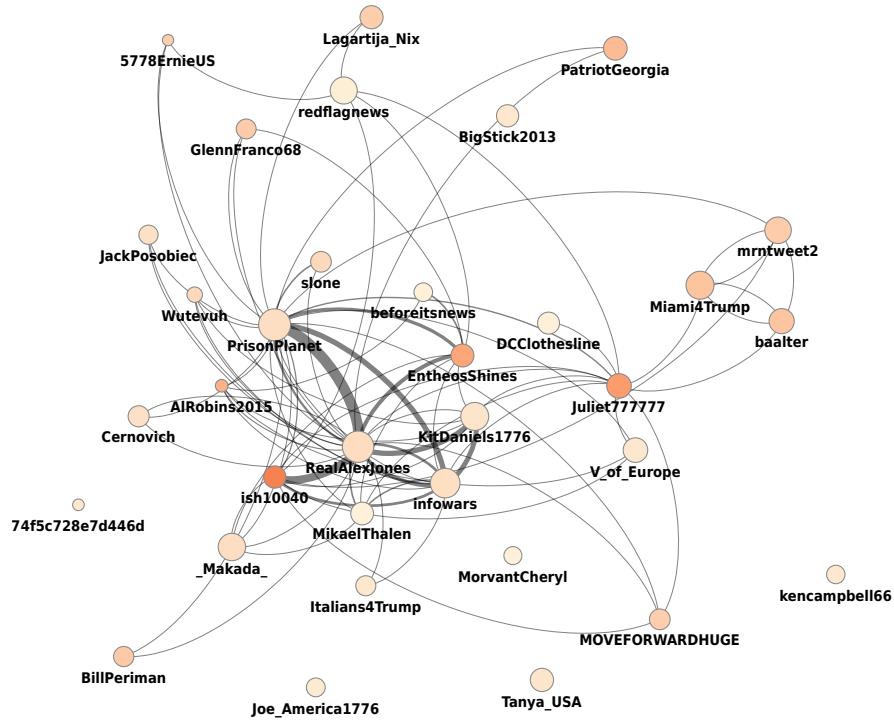 Lagartija_Nix
5778ErnieUS
PatriotGeorgia
redflagnews
BigStick2013
GlennFranco68
JackPosobiec
mrntweet2
slone
Miami4Trump
beforeitsnews
Wutevuh
PrisonPlanet
DCClothesline
baalter
EntheosShines
AlRobins2015
Juliet777777
Cernovich
KitDaniels1776
RealAlexJones
V_of_Europe
ish10040
infowars
74f5c728e7d446d
MikaelThalen
_Makada_
MorvantCheryl
kencampbell66
Italians4Trump
MOVEFORWARDHUGE
BillPeriman
Tanya_USA
Joe_America1776